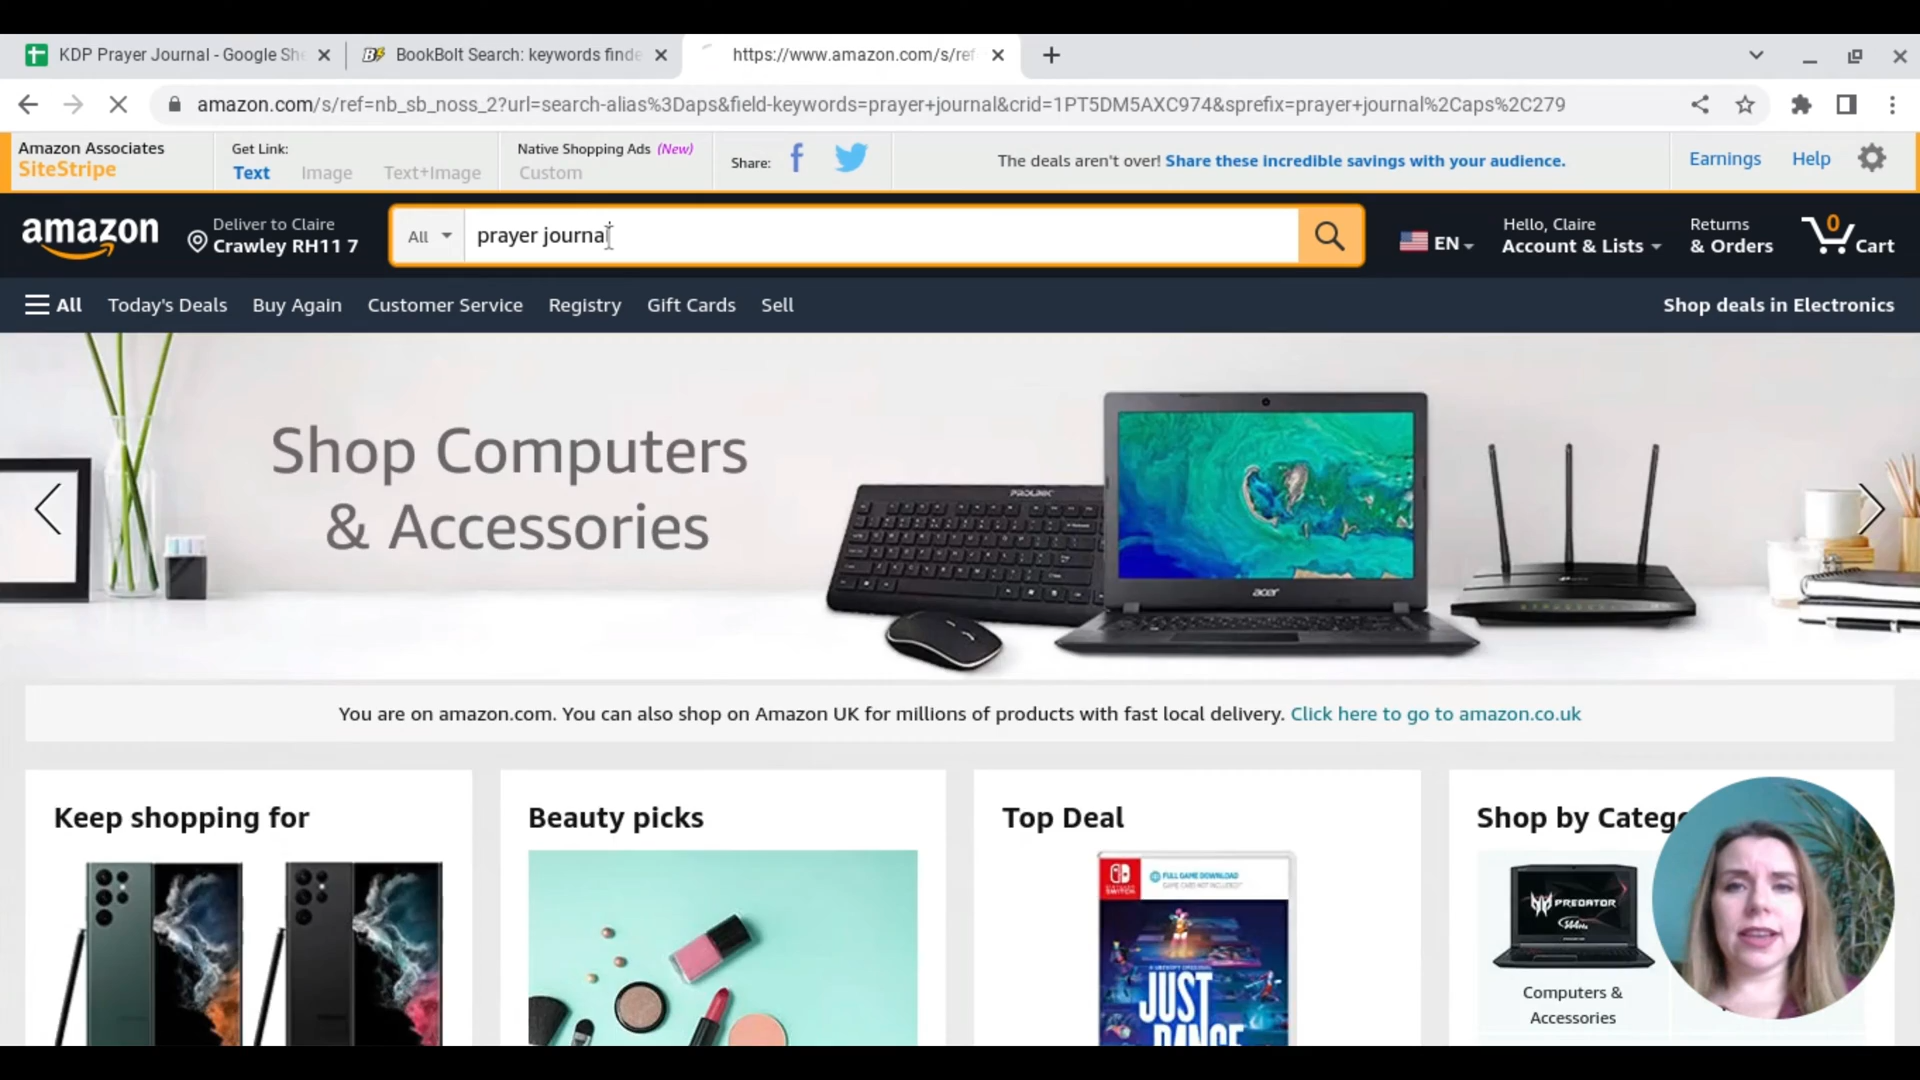 KDP Prayer Journal - Google She
BookBolt Search: keywords finde
https://www.amazon.com/s/ref
amazon.com/s/ref=nb_sb_noss_2?url=search-alias%3Daps&field-keywords=prayer+journal&crid=1PT5DM5AXC974&sprefix=prayer+journal%2Caps%2C279
Amazon Associates
SiteStripe
Get Link:
Text
Image
Text+Image
Native Shopping Ads (New)
Custom
Share:
The deals aren't over! Share these incredible savings with your audience.
Earnings
Help
amazon
Deliver to Claire
Crawley RH11 7
All
prayer journal
EN
Hello, Claire
Account & Lists
Returns
& Orders
0
Cart
All
Today's Deals
Buy Again
Customer Service
Registry
Gift Cards
Sell
Shop deals in Electronics
Shop Computers
& Accessories
PROLINK
acer
You are on amazon.com. You can also shop on Amazon UK for millions of products with fast local delivery. Click here to go to amazon.co.uk
Keep shopping for
Beauty picks
Top Deal
Shop by Catego
FULL GAME DOWNLOAD
JUST
DANCE
PREDATOR
Computers &
Accessories